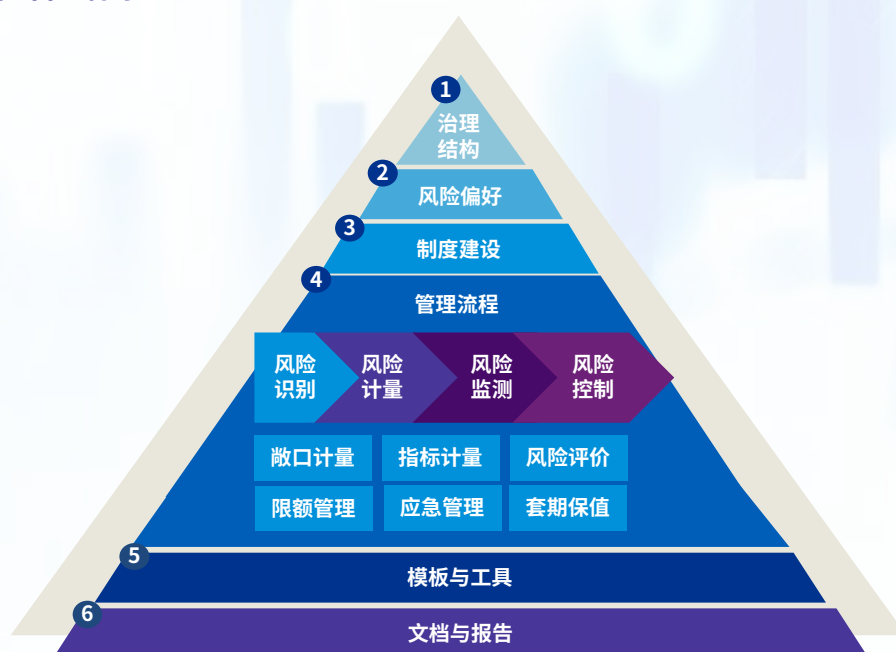 1
治理
结构
2
风险偏好
3
制度建设
4
管理流程
风险
识别
风险
计量
风险
监测
风险
控制
敞口计量
指标计量
风险评价
限额管理
应急管理
套期保值
5
模板与工具
6
文档与报告